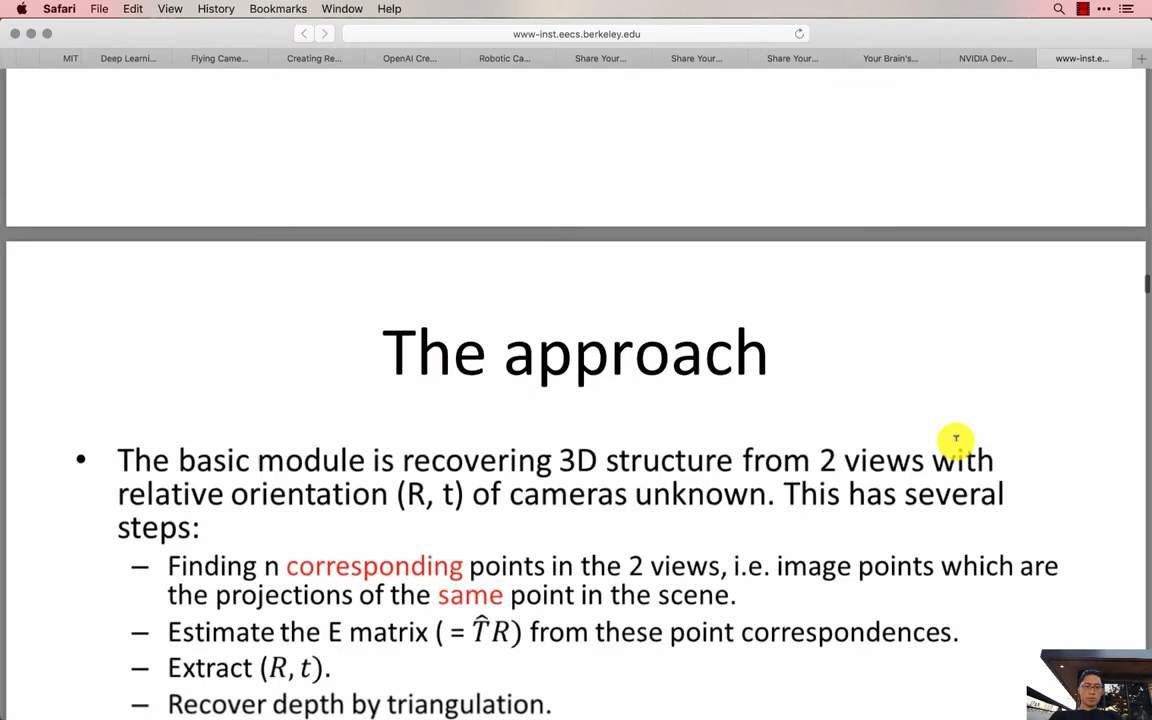 Safari File Edit View History Bookmarks Window Help
www-inst.eecs.berkeley.edu
MIT Deep Learni... Flying Came... Creating Re... OpenAI Cre... Robotic Ca... Share Your... Share Your... Share Your... Your Brain's... NVIDIA Dev... www-inst.e...
The approach
• The basic module is recovering 3D structure from 2 views with
relative orientation (R, t) of cameras unknown. This has several
steps:
– Finding n corresponding points in the 2 views, i.e. image points which are
the projections of the same point in the scene.
– Estimate the E matrix ( = T̂R) from these point correspondences.
– Extract (R, t).
– Recover depth by triangulation.